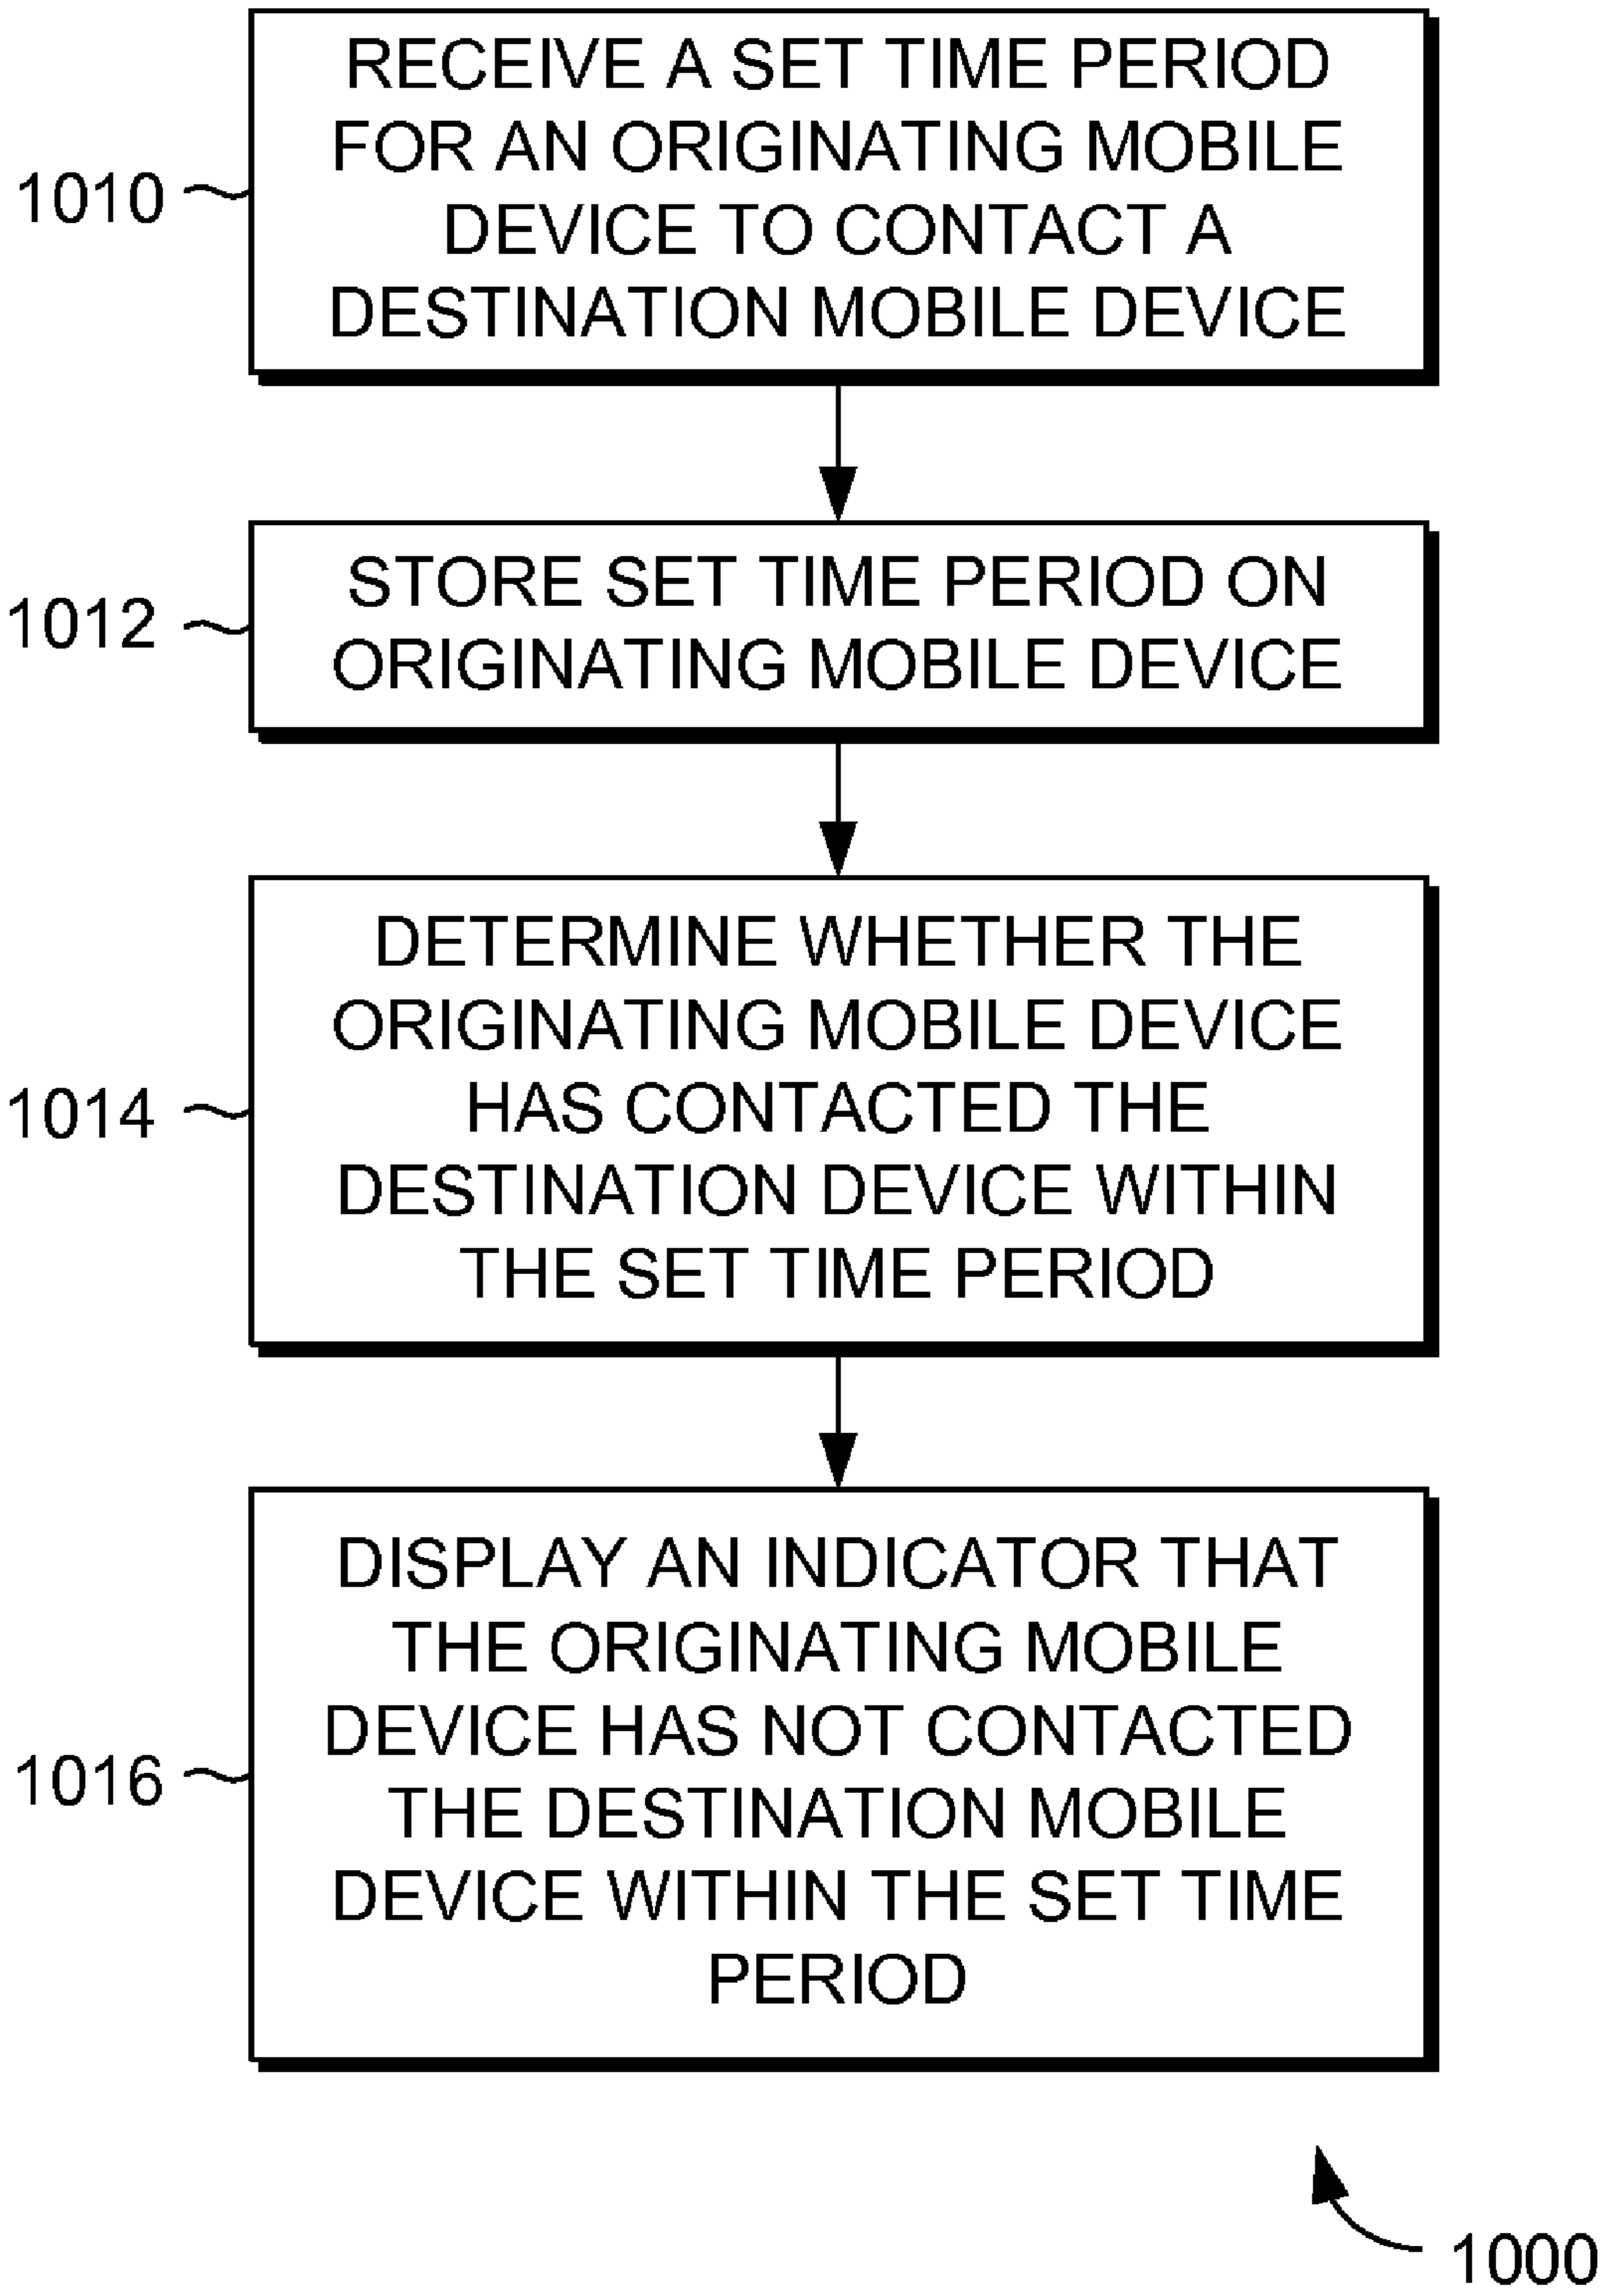 RECEIVE A SET TIME PERIOD
FOR AN ORIGINATING MOBILE
DEVICE TO CONTACT A
DESTINATION MOBILE DEVICE
1010
STORE SET TIME PERIOD ON
ORIGINATING MOBILE DEVICE
1012
DETERMINE WHETHER THE
ORIGINATING MOBILE DEVICE
HAS CONTACTED THE
DESTINATION DEVICE WITHIN
THE SET TIME PERIOD
1014
DISPLAY AN INDICATOR THAT
THE ORIGINATING MOBILE
DEVICE HAS NOT CONTACTED
THE DESTINATION MOBILE
DEVICE WITHIN THE SET TIME
PERIOD
1016
1000